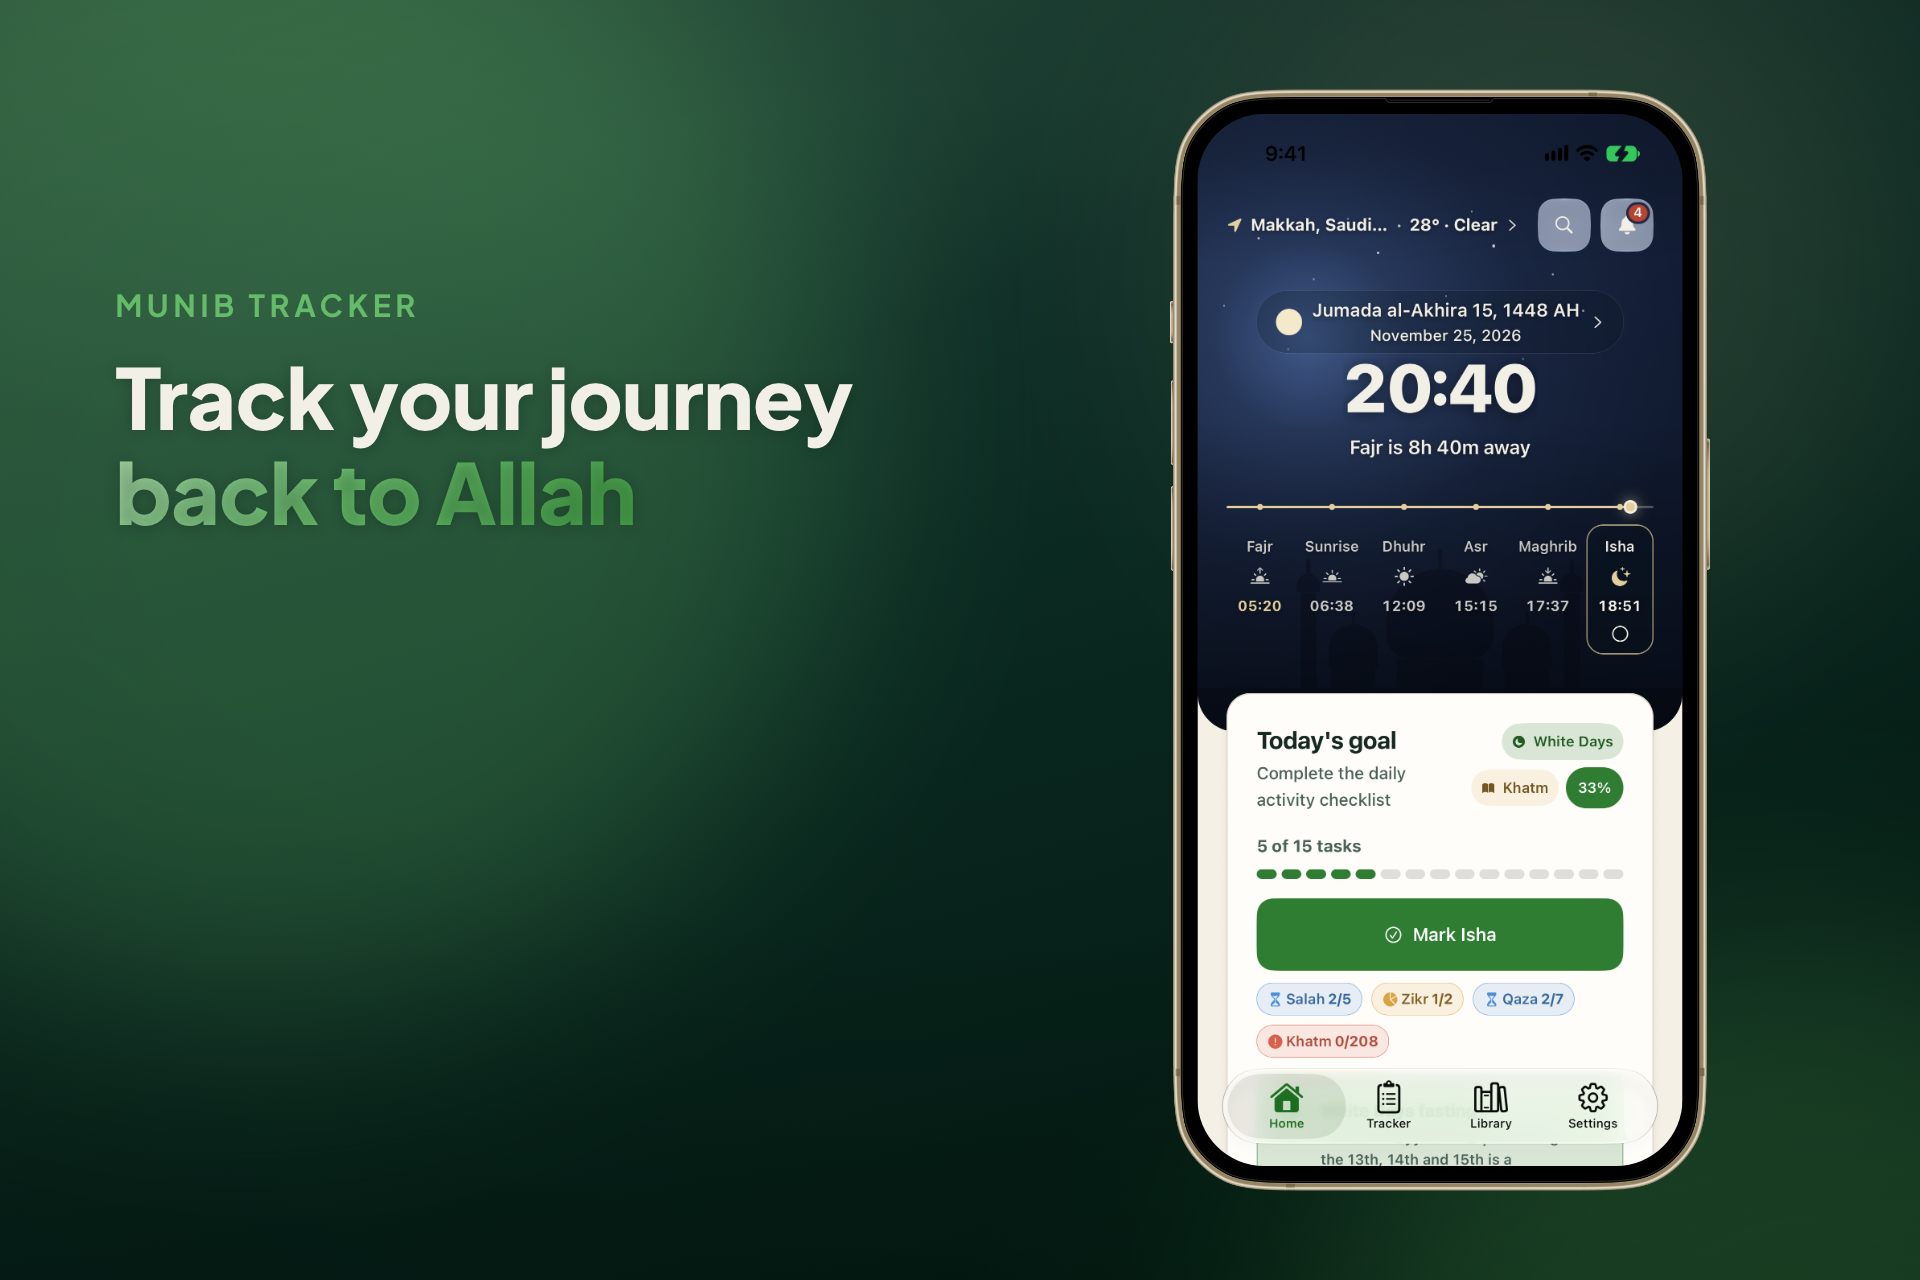 MUNIB TRACKER
Track your journey
back to Allah
9:41
Makkah, Saudi... · 28° · Clear
4
Jumada al-Akhira 15, 1448 AH
November 25, 2026
20:40
Fajr is 8h 40m away
Fajr Sunrise Dhuhr Asr Maghrib Isha
05:20 06:38 12:09 15:15 17:37 18:51
Today's goal
White Days
Complete the daily
activity checklist
Khatm 33%
5 of 15 tasks
Mark Isha
Salah 2/5 Zikr 1/2 Qaza 2/7
Khatm 0/208
Home Tracker Library Settings
the 13th, 14th and 15th is a